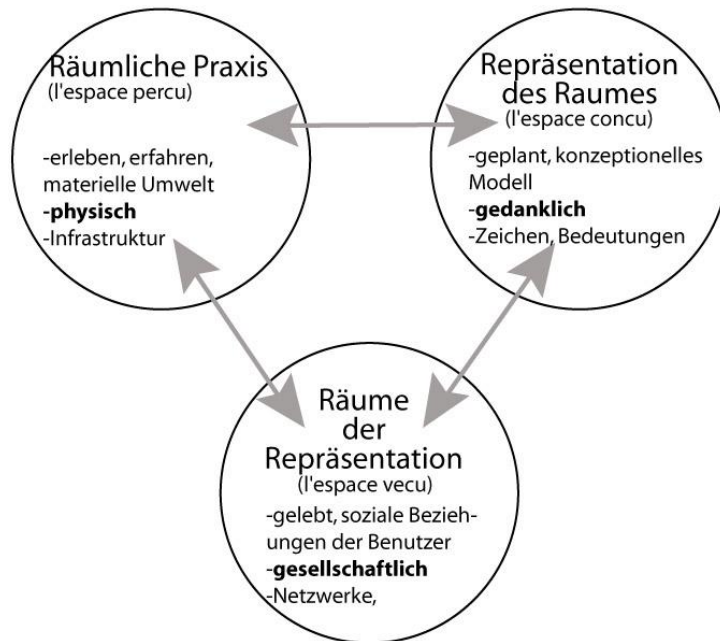 Räumliche Praxis
(l'espace percu)
-erleben, erfahren,
materielle Umwelt
-physisch
-Infrastruktur
Repräsentation
des Raumes
(l'espace concu)
-geplant, konzeptionelles
Modell
-gedanklich
-Zeichen, Bedeutungen
Räume
der
Repräsentation
(l'espace vecu)
-gelebt, soziale Bezieh-
ungen der Benutzer
-gesellschaftlich
-Netzwerke,